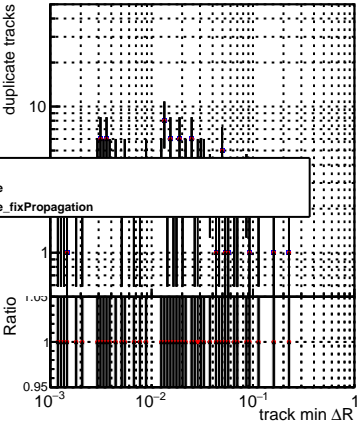 duplicate tracks
10
e
e_fixPropagation
1
1.05
Ratio
1
0.95
10−3
10−2
10−1
1
track min ΔR